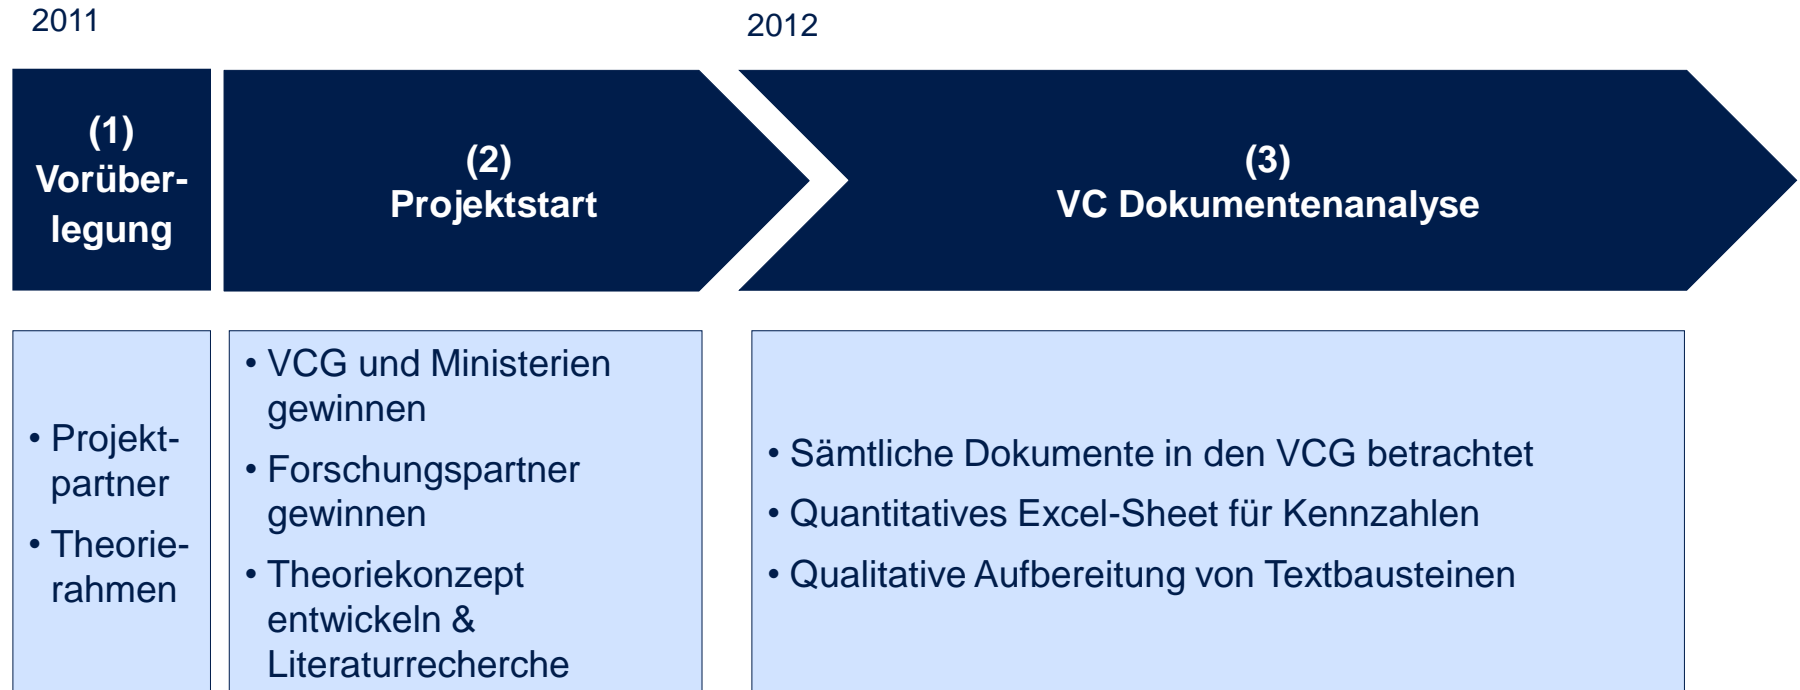 2011
2012
(1)
Vorüber-
legung
(2)
Projektstart
(3)
VC Dokumentenanalyse
• Projekt-
partner
• Theorie-
rahmen
• VCG und Ministerien
gewinnen
• Forschungspartner
gewinnen
• Theoriekonzept
entwickeln &
Literaturrecherche
• Sämtliche Dokumente in den VCG betrachtet
• Quantitatives Excel-Sheet für Kennzahlen
• Qualitative Aufbereitung von Textbausteinen